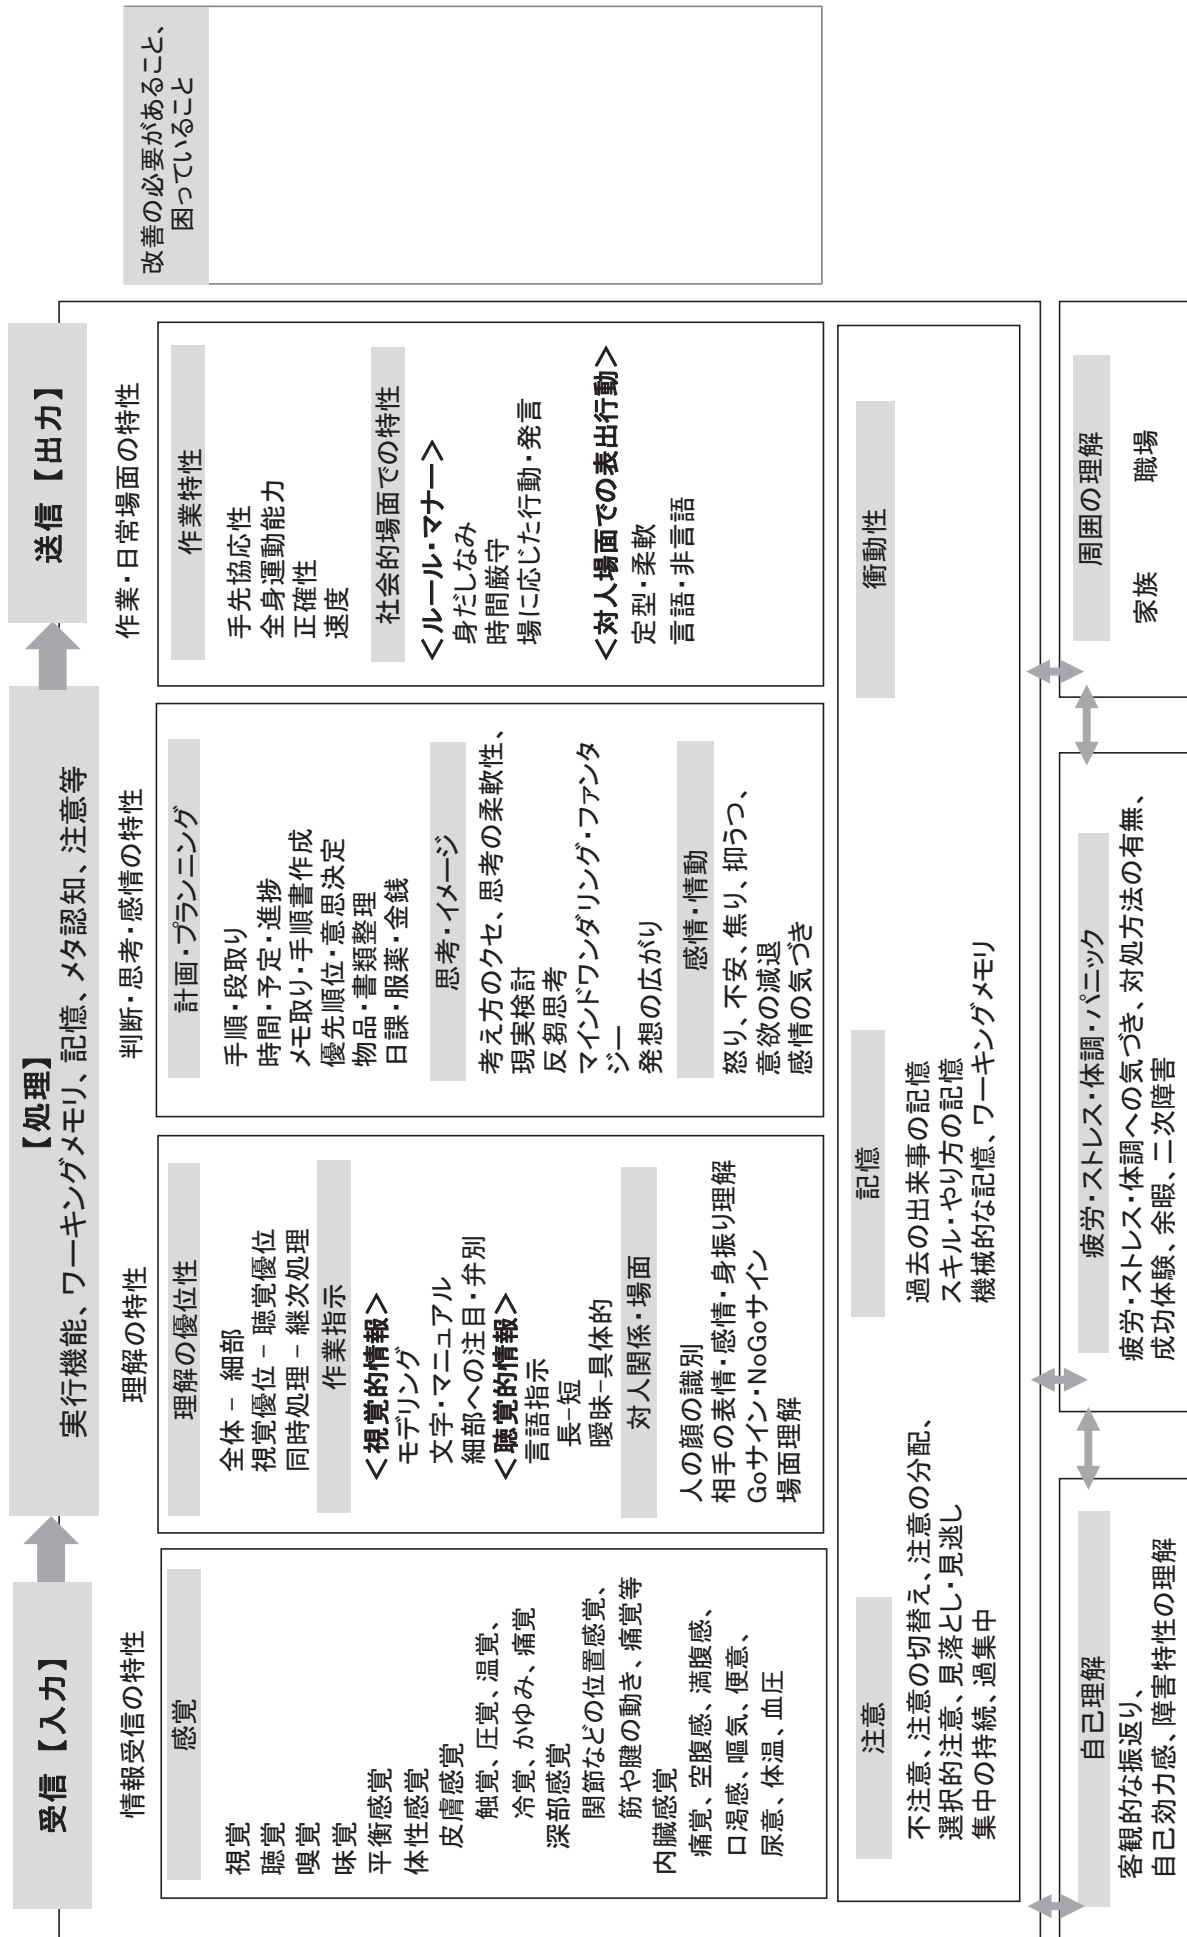 受信【入力】
【処理】
実行機能、ワーキングメモリ、記憶、メタ認知、注意等
送信【出力】
情報受信の特性
感覚
視覚
聴覚
嗅覚
味覚
平衡感覚
体性感覚
皮膚感覚
触覚、圧覚、温覚、
冷覚、かゆみ、痛覚
深部感覚
関節などの位置感覚、
筋や腱の動き、痛覚等
内臓感覚
痛覚、空腹感、満腹感、
口渇感、嘔気、便意、
尿意、体温、血圧
理解の特性
理解の優位性
全体－細部
視覚優位－聴覚優位
同時処理－継次処理
作業指示
＜視覚的情報＞
モデリング
文字・マニュアル
細部への注目・弁別
＜聴覚的情報＞
言語指示
長－短
曖昧－具体的
対人関係・場面
人の顔の識別
相手の表情・感情・身振り理解
Goサイン・NoGoサイン
場面理解
判断・思考・感情の特性
計画・プランニング
手順・段取り
時間・予定・進捗
メモ取り・手順書作成
優先順位・意思決定
物品・書類整理
日課・服薬・金銭
思考・イメージ
考え方のクセ、思考の柔軟性、
現実検討
反芻思考
マインドワンダリング・ファンタ
ジー
発想の広がり
感情・情動
怒り、不安、焦り、抑うつ、
意欲の減退
感情の気づき
作業・日常場面の特性
作業特性
手先協応性
全身運動能力
正確性
速度
社会的場面での特性
＜ルール・マナー＞
身だしなみ
時間厳守
場に応じた行動・発言
＜対人場面での表出行動＞
定型・柔軟
言語・非言語
改善の必要があること、
困っていること
注意
不注意、注意の切替え、注意の分配、
選択的注意、見落とし・見逃し
集中の持続、過集中
記憶
過去の出来事の記憶
スキル・やり方の記憶
機械的な記憶、ワーキングメモリ
衝動性
自己理解
客観的な振返り、
自己効力感、障害特性の理解
疲労・ストレス・体調・パニック
疲労・ストレス・体調への気づき、対処方法の有無、
成功体験、余暇、二次障害
周囲の理解
家族　職場